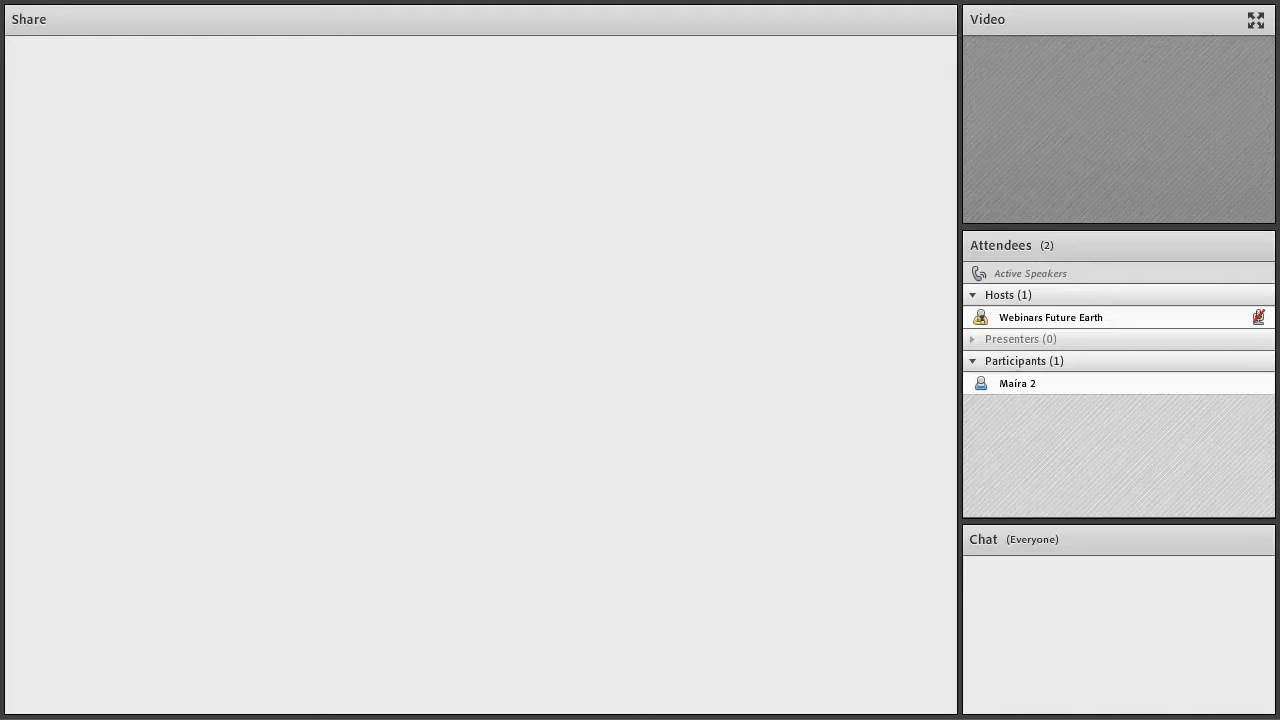 Share
Video
Attendees (2)
Active Speakers
Hosts (1)
Webinars Future Earth
Presenters (0)
Participants (1)
Maíra 2
Chat (Everyone)